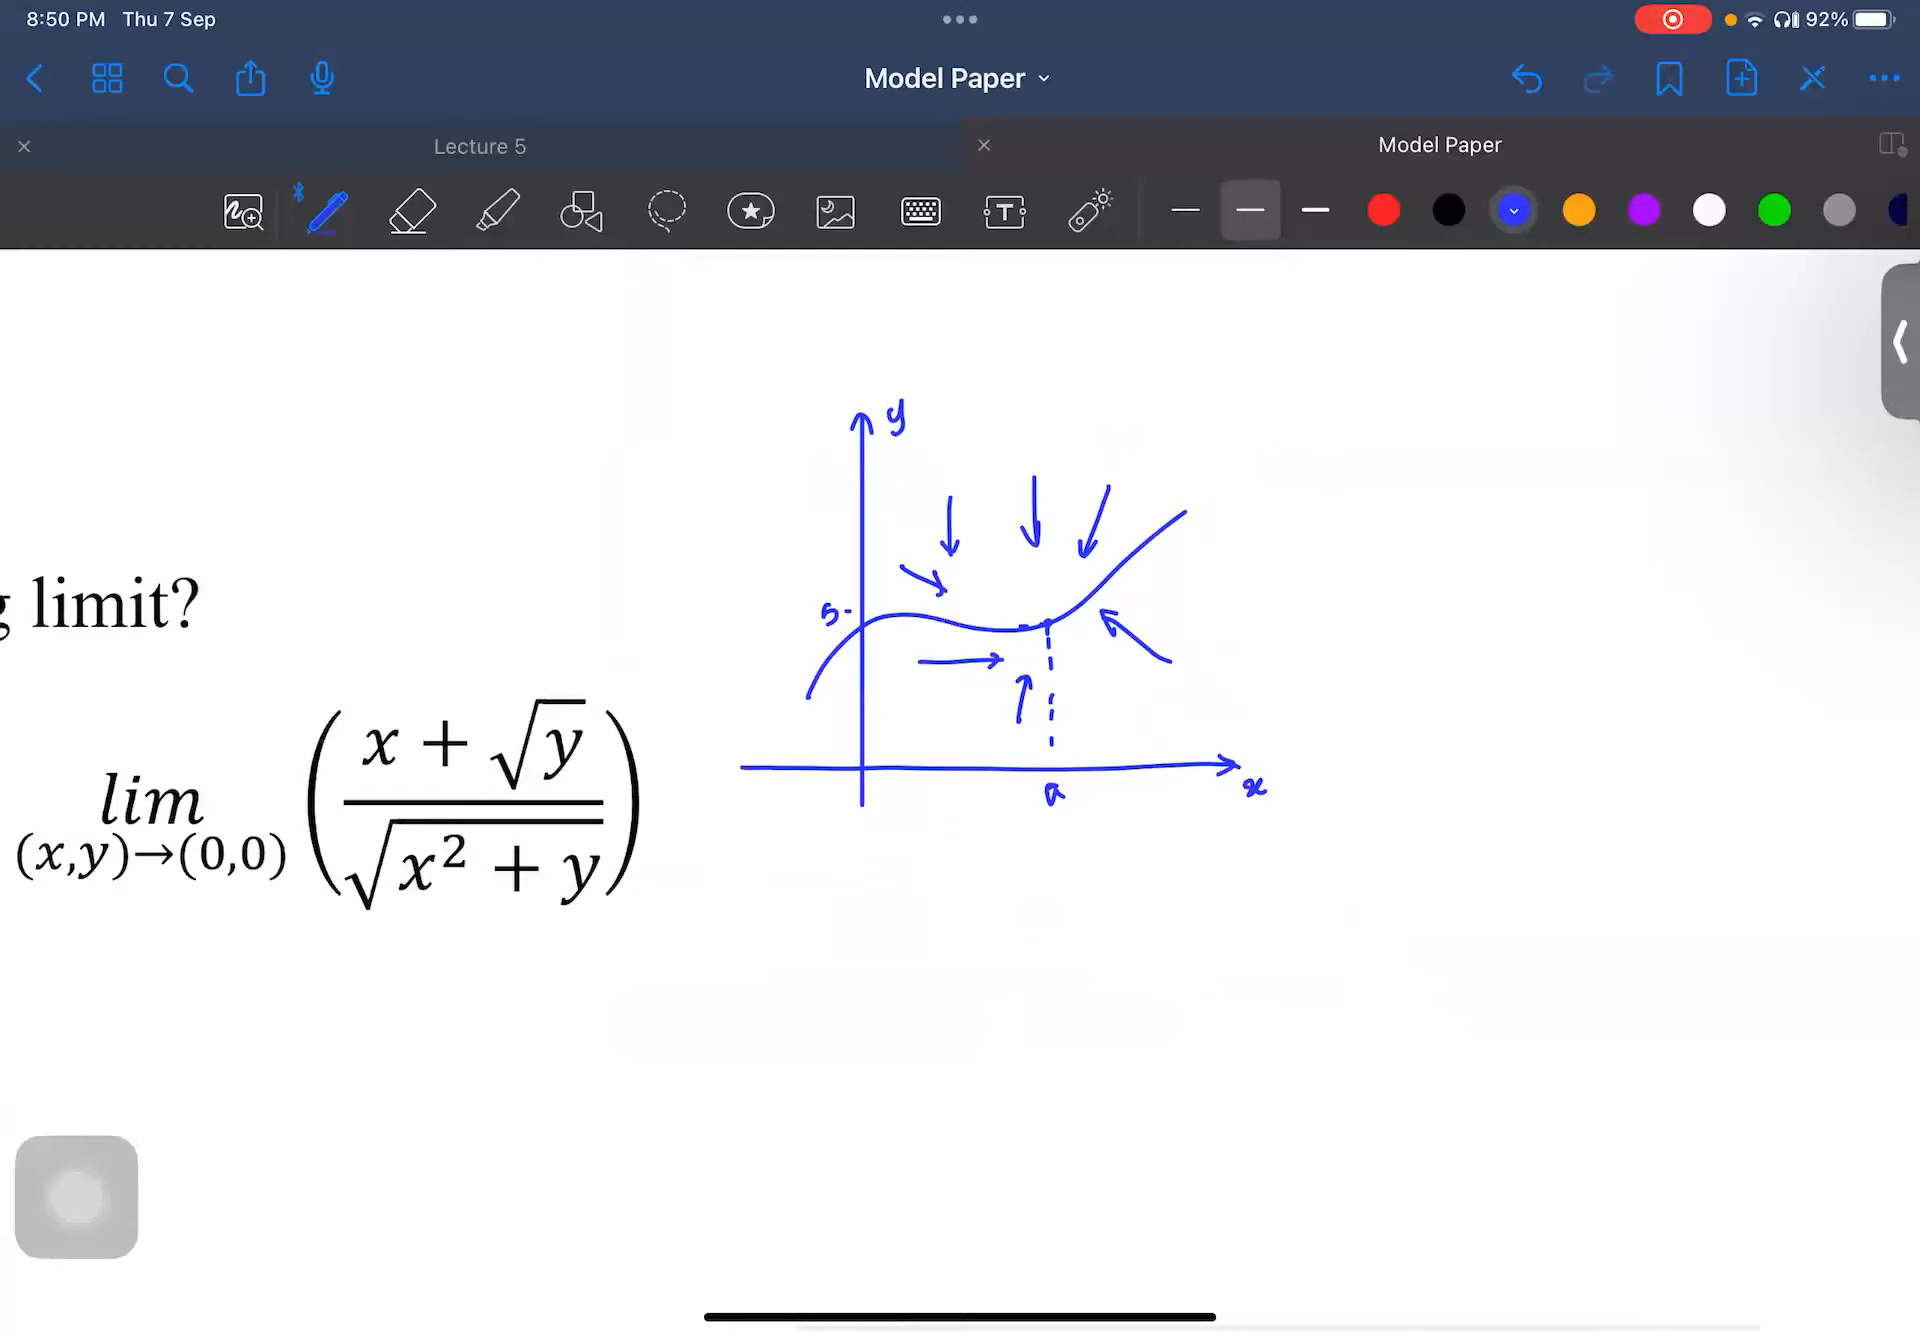 8:50 PM Thu 7 Sep
92%
Model Paper
Lecture 5
Model Paper
T
y
limit?
5
x + √y
lim
(x,y)→(0,0)
√x² + y
a
x